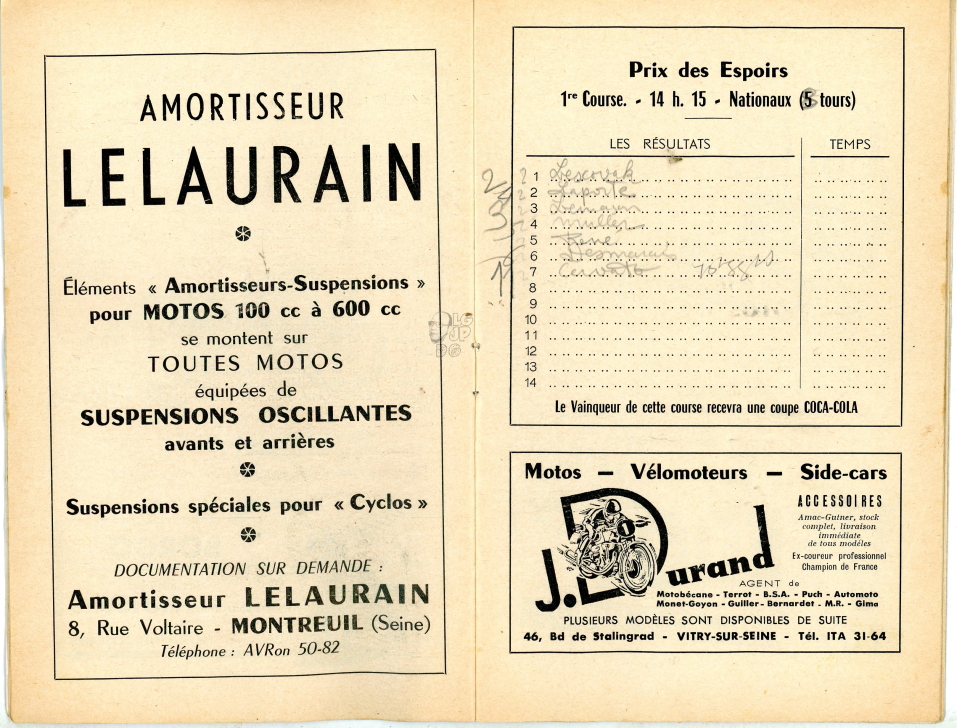 AMORTISSEUR
LELAURAIN
Éléments « Amortisseurs-Suspensions »
pour MOTOS 100 cc à 600 cc
se montent sur
TOUTES MOTOS
équipées de
SUSPENSIONS OSCILLANTES
avants et arrières
Suspensions spéciales pour « Cyclos »
DOCUMENTATION SUR DEMANDE :
Amortisseur LELAURAIN
8, Rue Voltaire - MONTREUIL (Seine)
Téléphone : AVRon 50-82
Prix des Espoirs
1re Course. - 14 h. 15 - Nationaux (5 tours)
LES RÉSULTATS TEMPS
1
2 Laporte
3
4 Muller
5 René
6 Desmarais
7
8
9
10
11
12
13
14
Le Vainqueur de cette course recevra une coupe COCA-COLA
Motos — Vélomoteurs — Side-cars
J. Durand
ACCESSOIRES
Amac-Gutner, stock
complet, livraison
immédiate
de tous modèles
Ex-coureur professionnel
Champion de France
AGENT de
Motobécane - Terrot - B.S.A. - Puch - Automoto
Monet-Goyon - Guiller - Bernardet - M.R. - Gima
PLUSIEURS MODÈLES SONT DISPONIBLES DE SUITE
46, Bd de Stalingrad - VITRY-SUR-SEINE - Tél. ITA 31-64